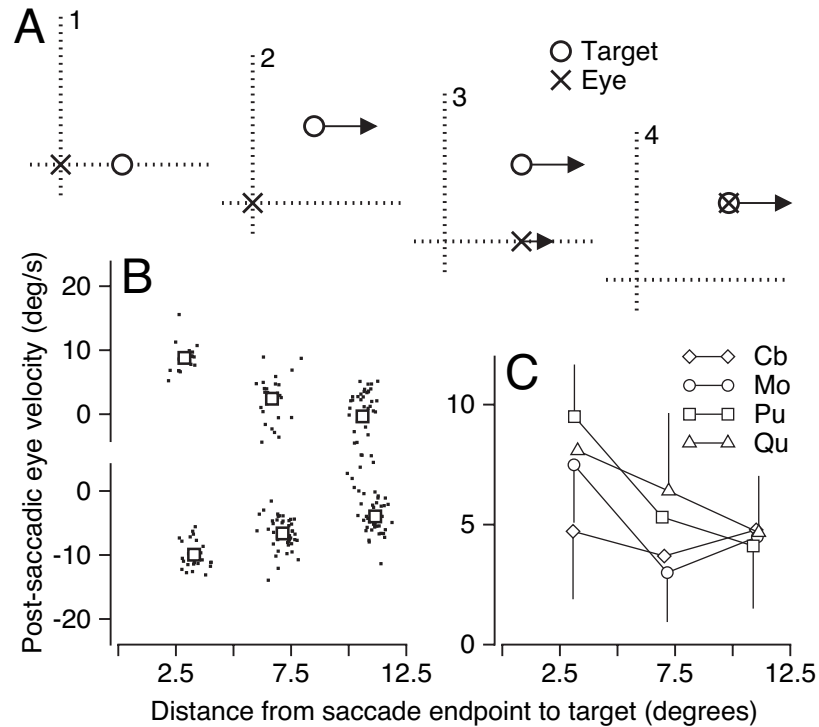 A
1
2
3
4
Target
Eye
B
Post-saccadic eye velocity (deg/s)
20
10
0
0
-10
-20
2.5
7.5
12.5
C
Cb
Mo
Pu
Qu
10
5
0
2.5
7.5
12.5
Distance from saccade endpoint to target (degrees)